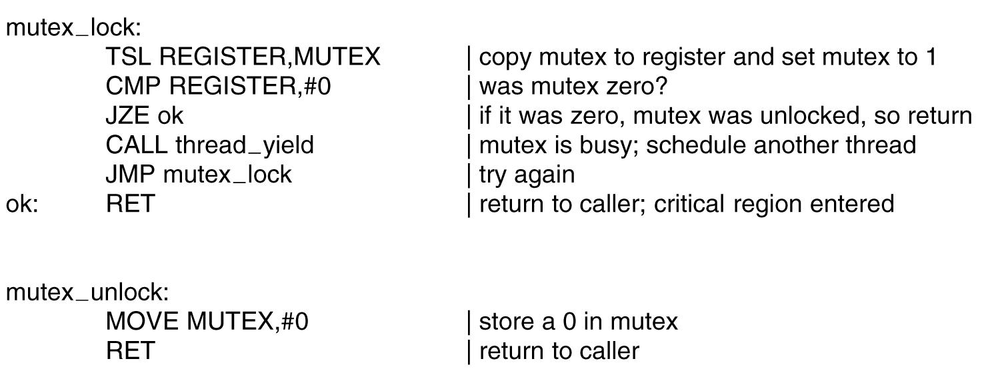 mutex_lock:
TSL REGISTER,MUTEX | copy mutex to register and set mutex to 1
CMP REGISTER,#0 | was mutex zero?
JZE ok | if it was zero, mutex was unlocked, so return
CALL thread_yield | mutex is busy; schedule another thread
JMP mutex_lock | try again
ok: RET | return to caller; critical region entered
mutex_unlock:
MOVE MUTEX,#0 | store a 0 in mutex
RET | return to caller